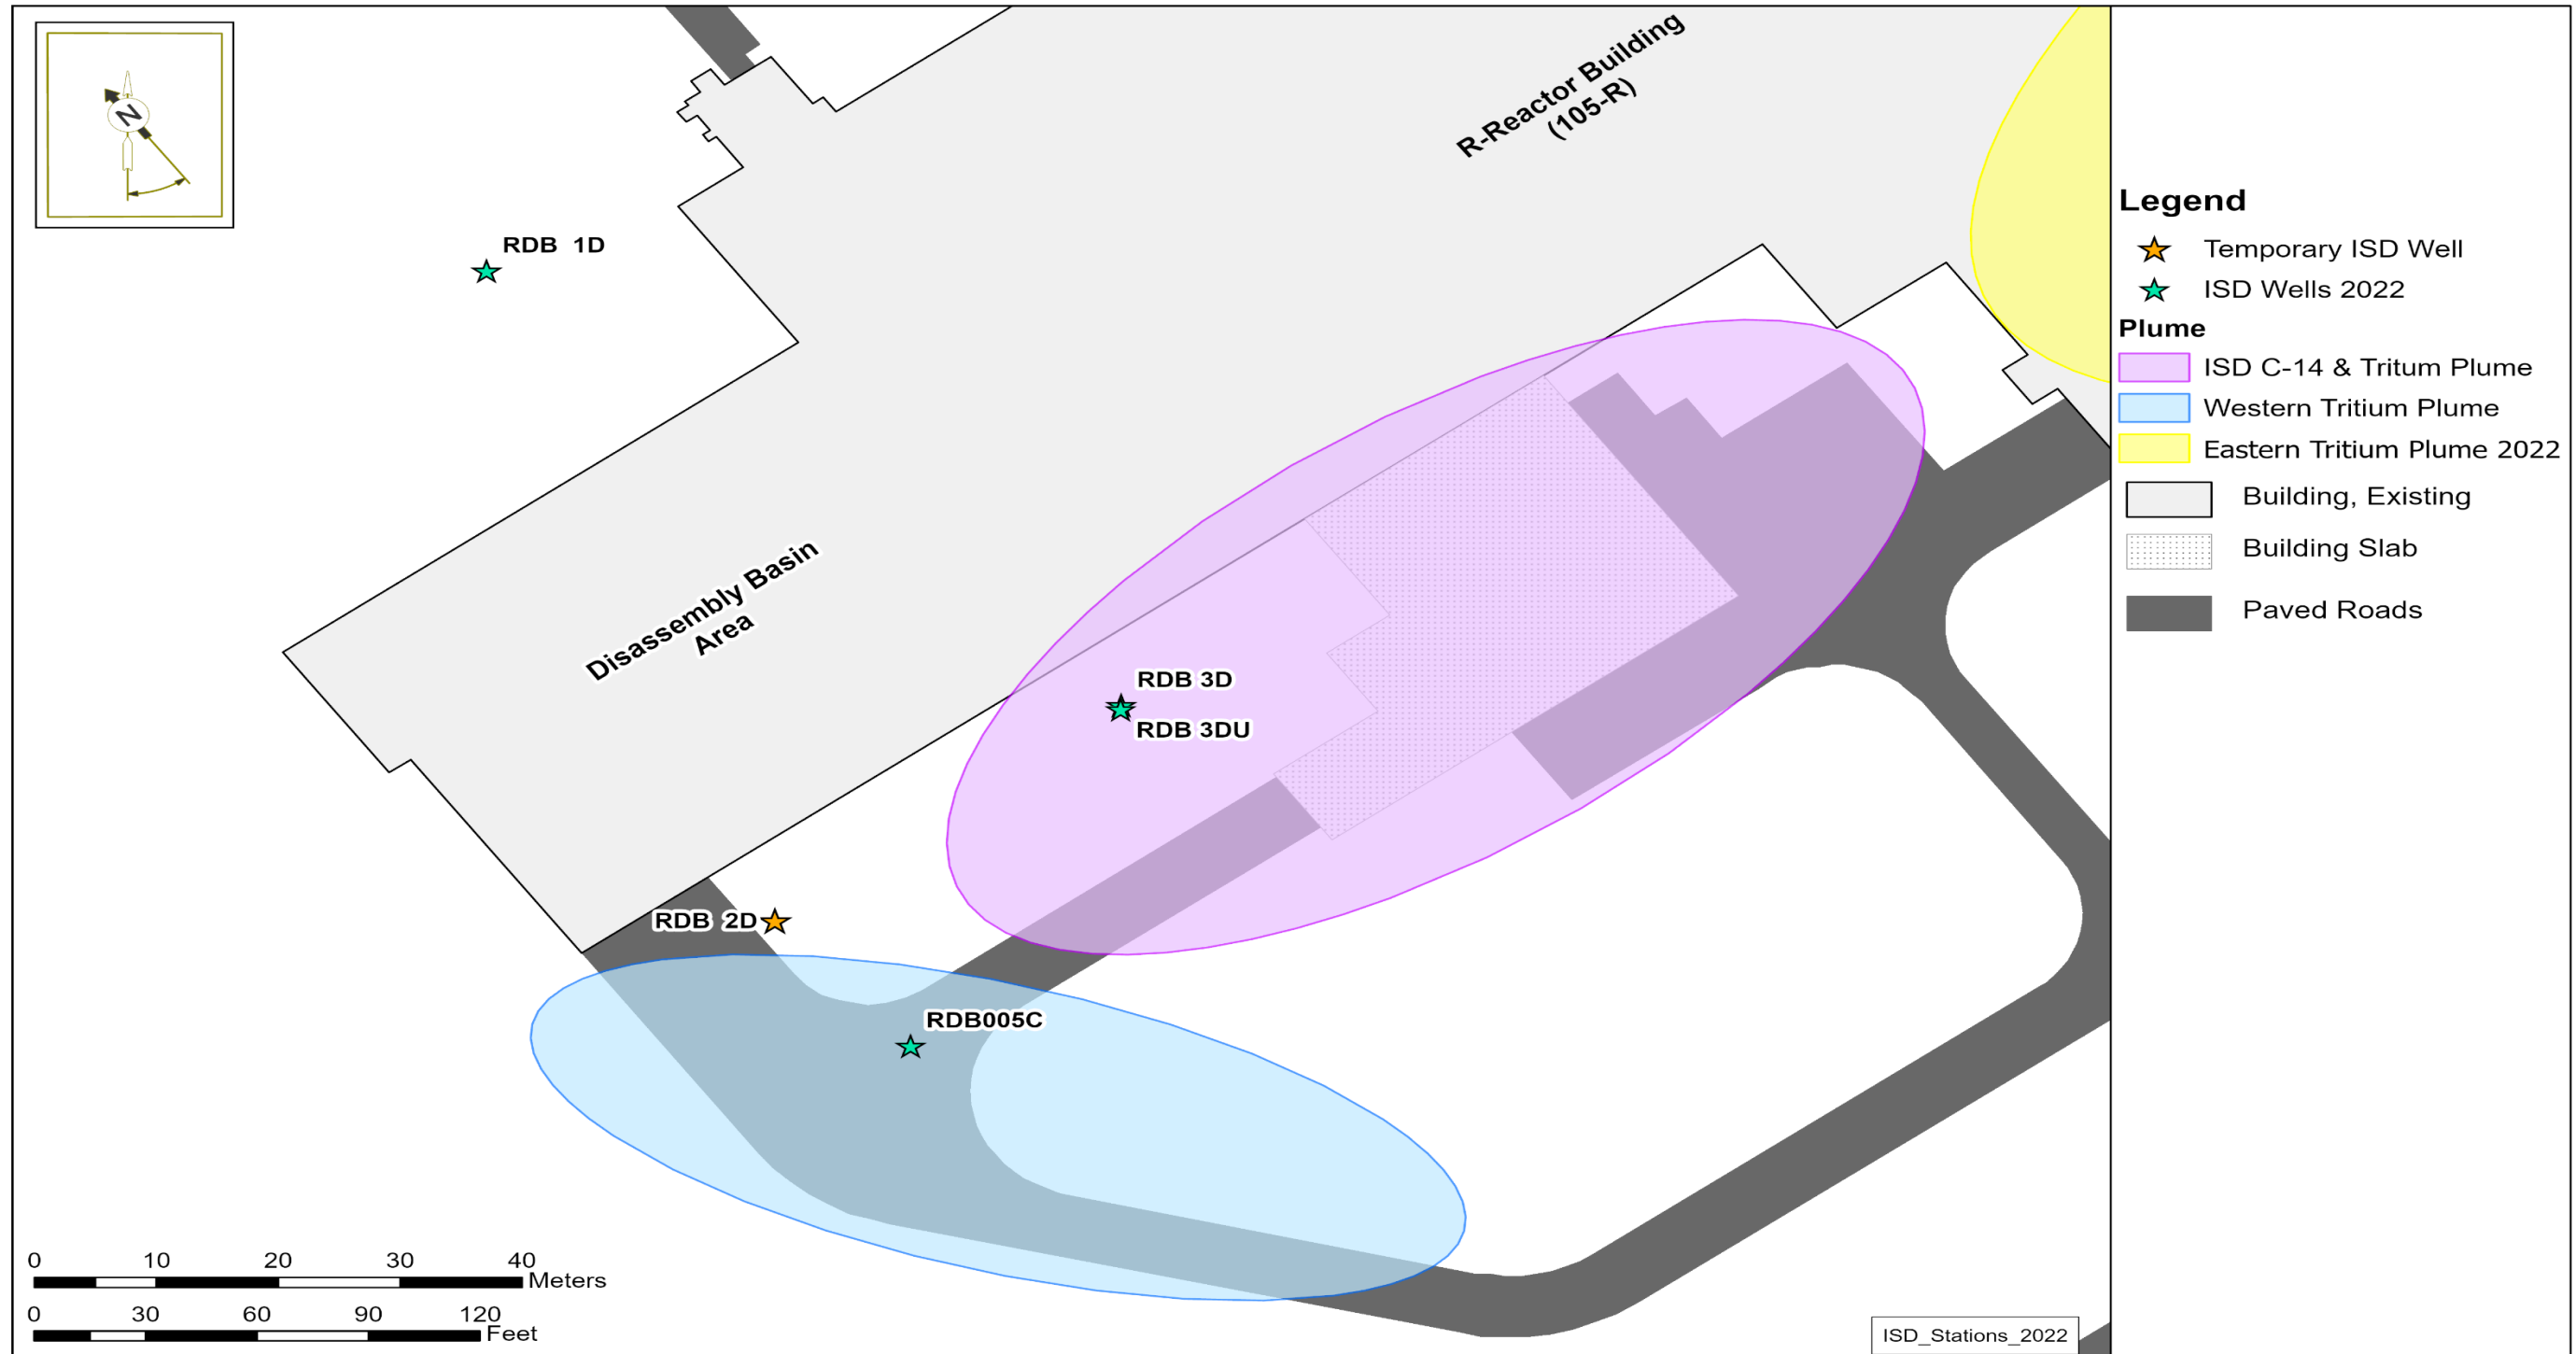 N
R-Reactor Building
(105-R)
RDB 1D
Disassembly Basin
Area
RDB 3D
RDB 3DU
RDB 2D
RDB005C
0 10 20 30 40
Meters
0 30 60 90 120
Feet
ISD_Stations_2022
Legend
Temporary ISD Well
ISD Wells 2022
Plume
ISD C-14 & Tritum Plume
Western Tritium Plume
Eastern Tritium Plume 2022
Building, Existing
Building Slab
Paved Roads